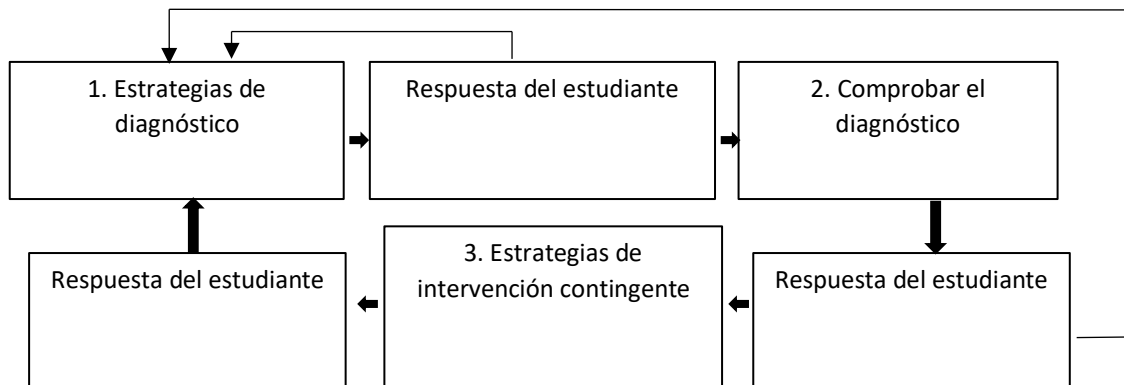 1. Estrategias de
diagnóstico
Respuesta del estudiante
2. Comprobar el
diagnóstico
Respuesta del estudiante
3. Estrategias de
intervención contingente
Respuesta del estudiante